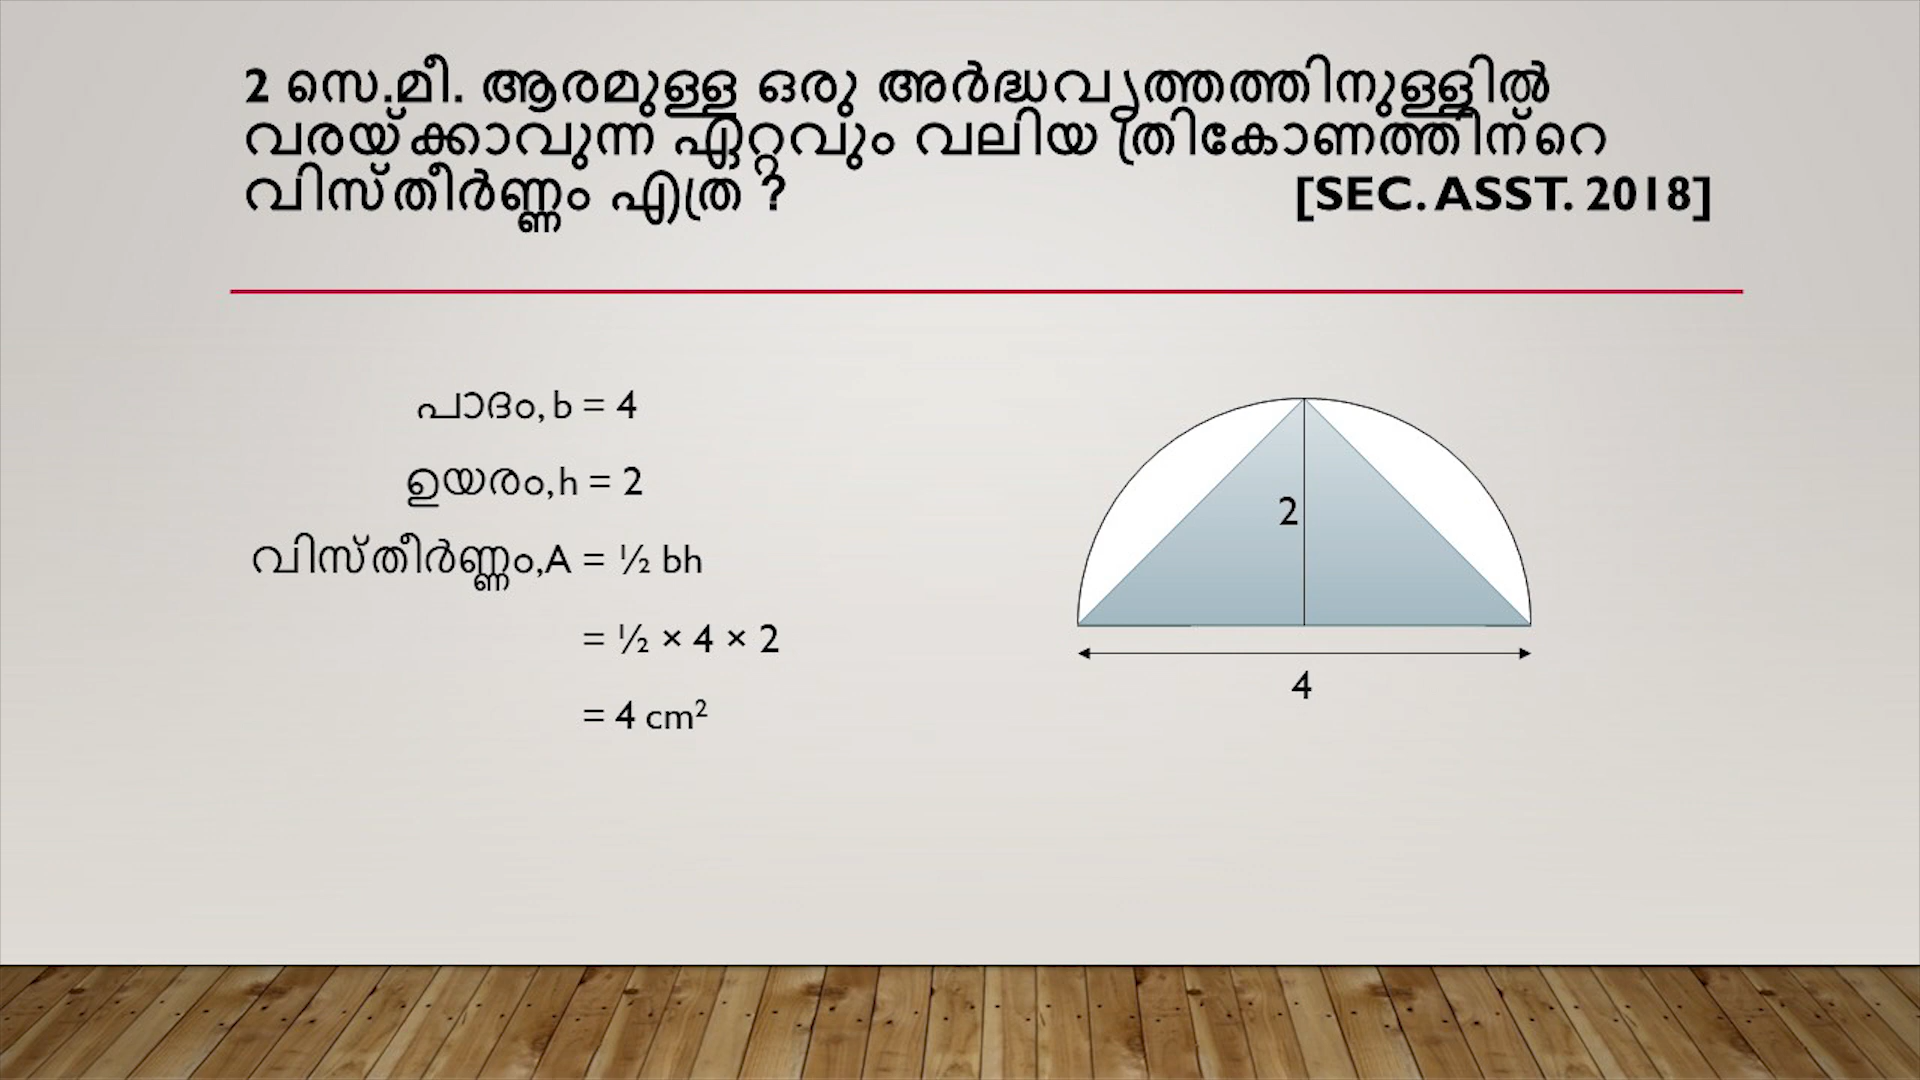 2 സെ.മീ. ആരമുള്ള ഒരു അർദ്ധവൃത്തത്തിനുള്ളിൽ
വരയ്ക്കാവുന്ന ഏറ്റവും വലിയ ത്രികോണത്തിന്റെ
വിസ്തീർണ്ണം എത്ര ? [SEC. ASST. 2018]
പാദം, b = 4
ഉയരം, h = 2
വിസ്തീർണ്ണം,A = ½ bh
= ½ × 4 × 2
= 4 cm²
2
4